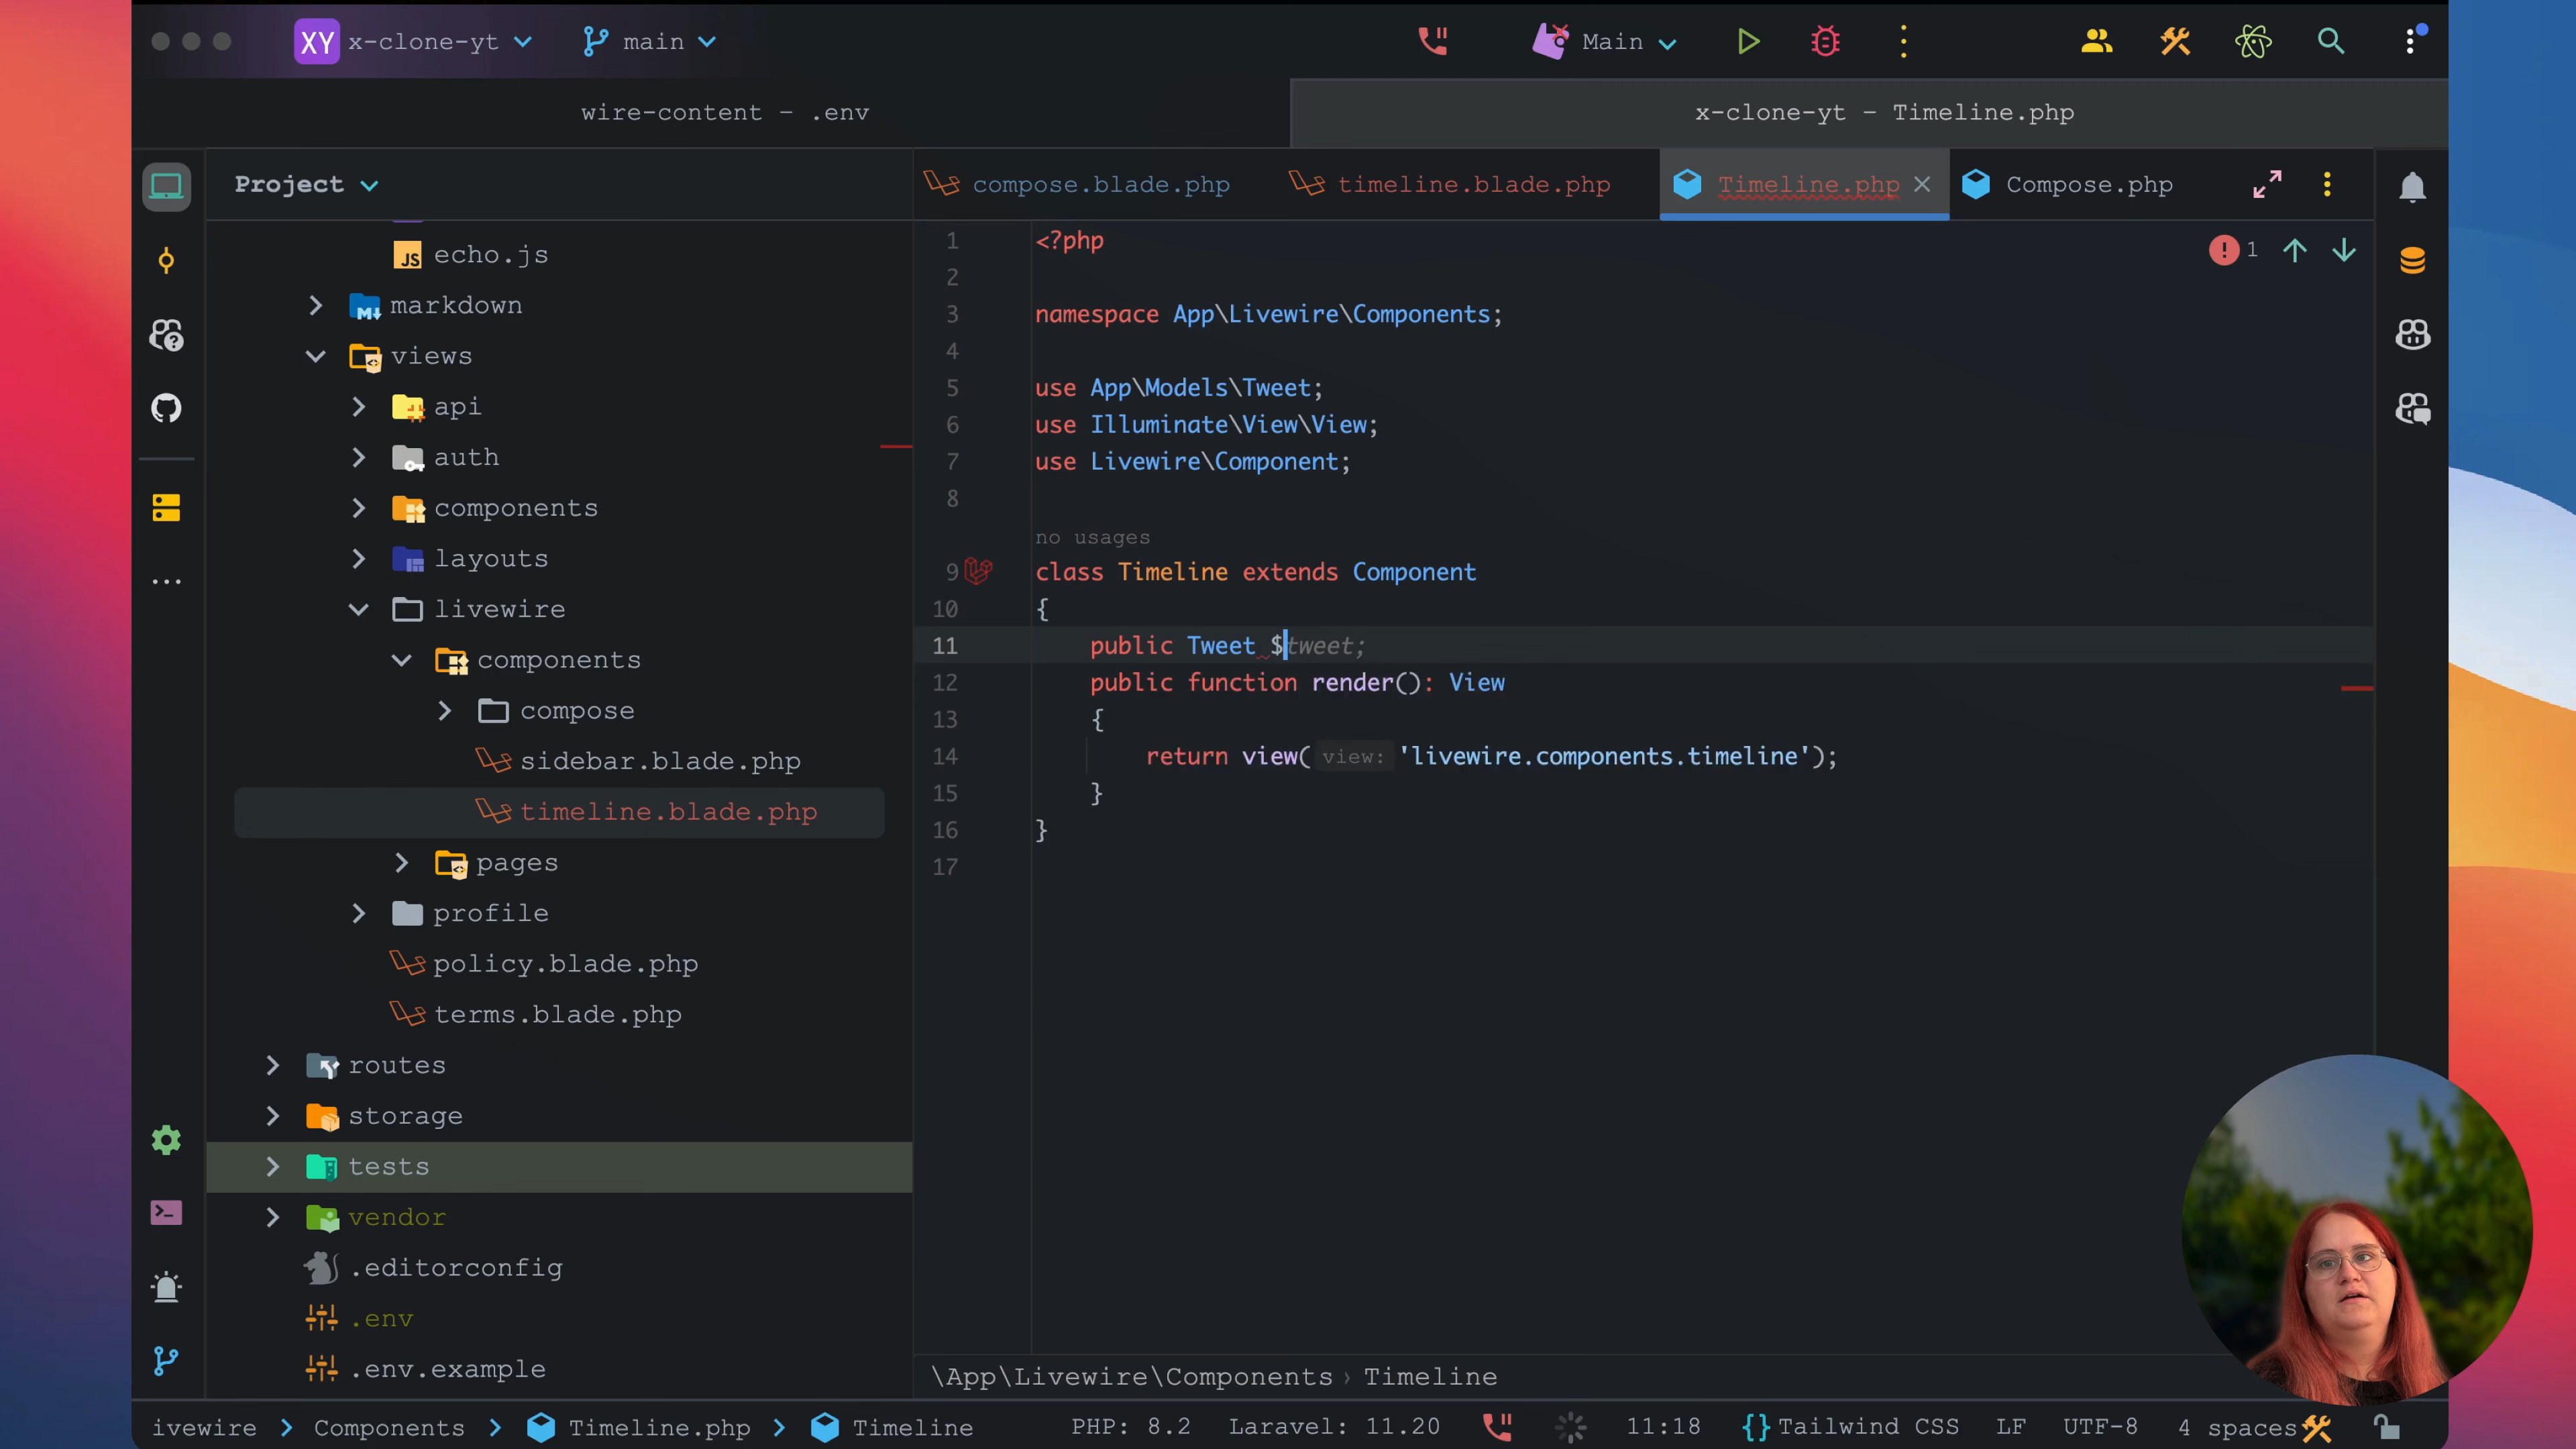 XY x-clone-yt main Main
wire-content – .env x-clone-yt – Timeline.php
Project
compose.blade.php timeline.blade.php Timeline.php Compose.php
JS echo.js
M markdown
views
api
auth
components
layouts
livewire
components
compose
sidebar.blade.php
timeline.blade.php
pages
profile
policy.blade.php
terms.blade.php
routes
storage
tests
vendor
.editorconfig
.env
.env.example
1
1 <?php
2
3 namespace App\Livewire\Components;
4
5 use App\Models\Tweet;
6 use Illuminate\View\View;
7 use Livewire\Component;
8
no usages
9 class Timeline extends Component
10 {
11 public Tweet $tweet;
12 public function render(): View
13 {
14 return view( view: 'livewire.components.timeline');
15 }
16 }
17
\App\Livewire\Components › Timeline
ivewire › Components › Timeline.php › Timeline PHP: 8.2 Laravel: 11.20 11:18 {} Tailwind CSS LF UTF-8 4 spaces